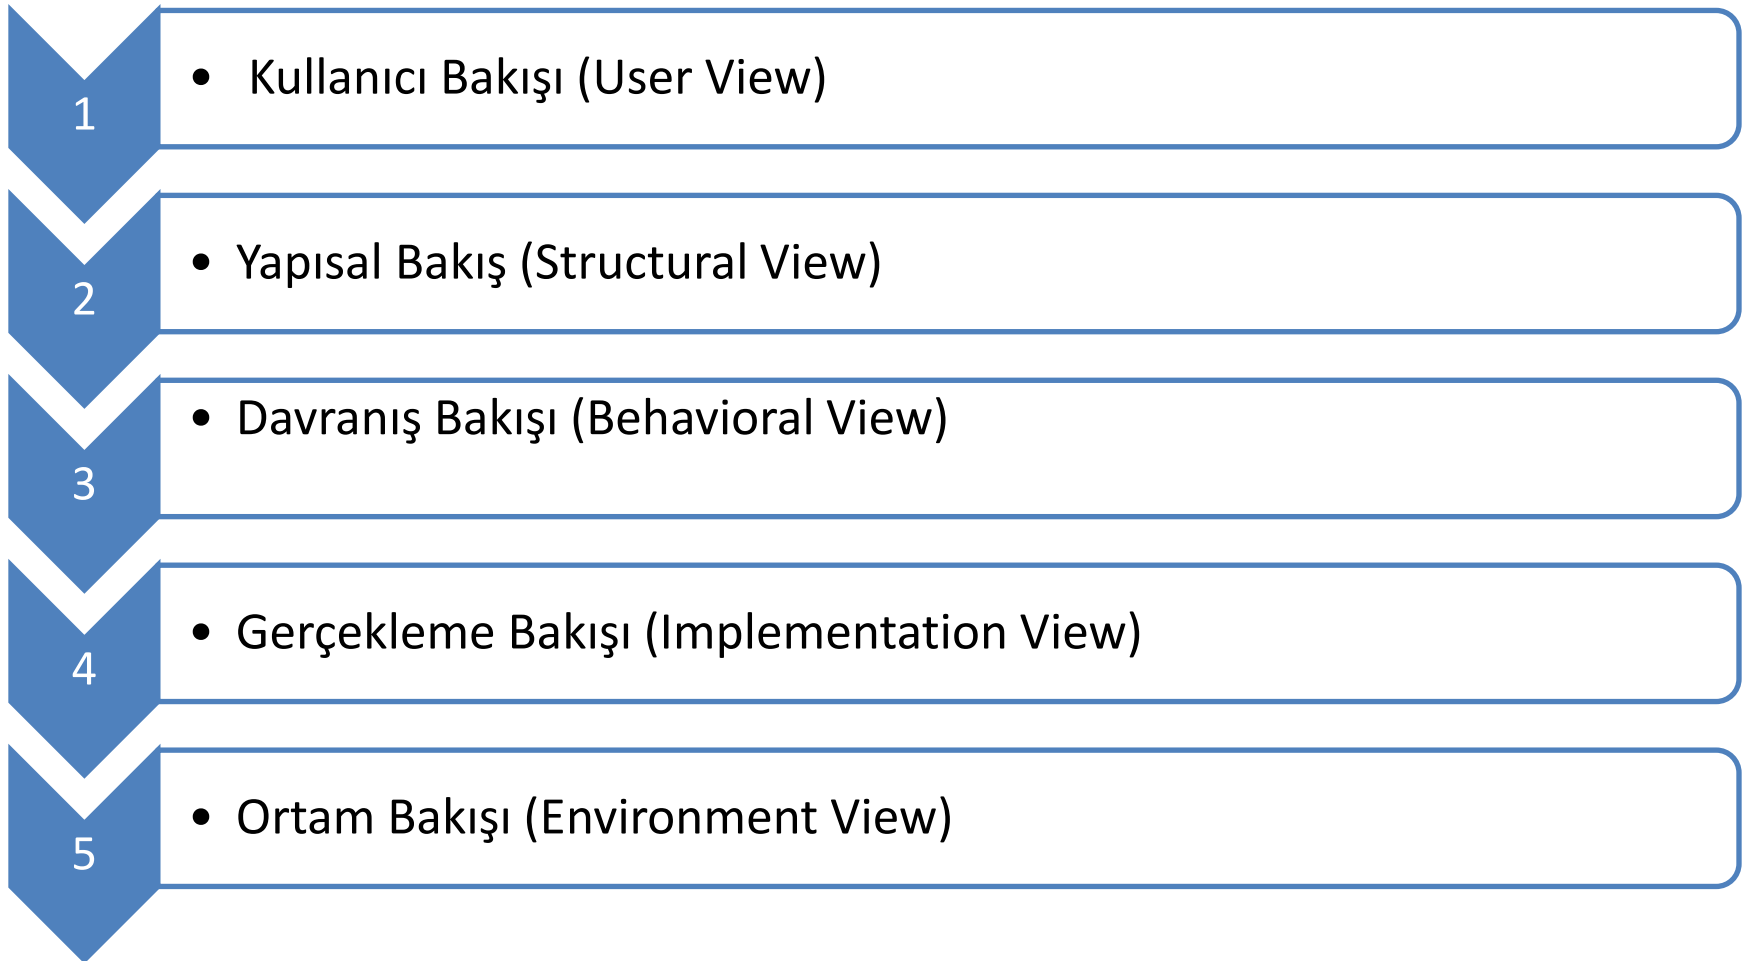 1
• Kullanıcı Bakışı (User View)
2
• Yapısal Bakış (Structural View)
3
• Davranış Bakışı (Behavioral View)
4
• Gerçekleme Bakışı (Implementation View)
5
• Ortam Bakışı (Environment View)